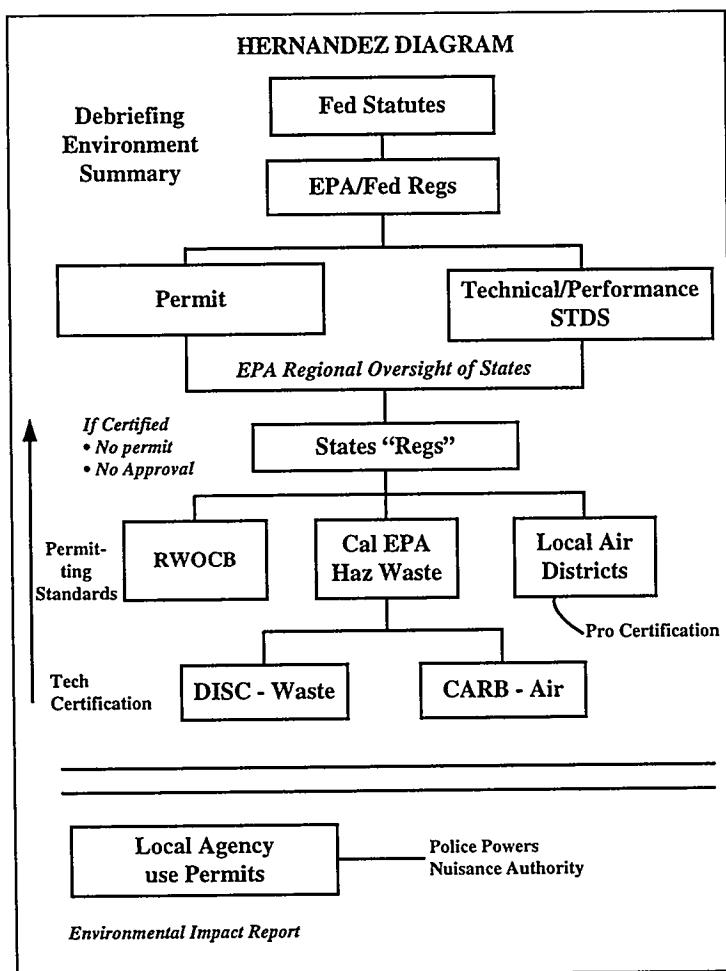 HERNANDEZ DIAGRAM
Debriefing
Environment
Summary
Fed Statutes
EPA/Fed Regs
Permit
Technical/Performance
STDS
EPA Regional Oversight of States
If Certified
• No permit
• No Approval
States “Regs”
Permit-
ting
Standards
RWOCB
Cal EPA
Haz Waste
Local Air
Districts
Pro Certification
Tech
Certification
DISC - Waste
CARB - Air
Local Agency
use Permits
Police Powers
Nuisance Authority
Environmental Impact Report